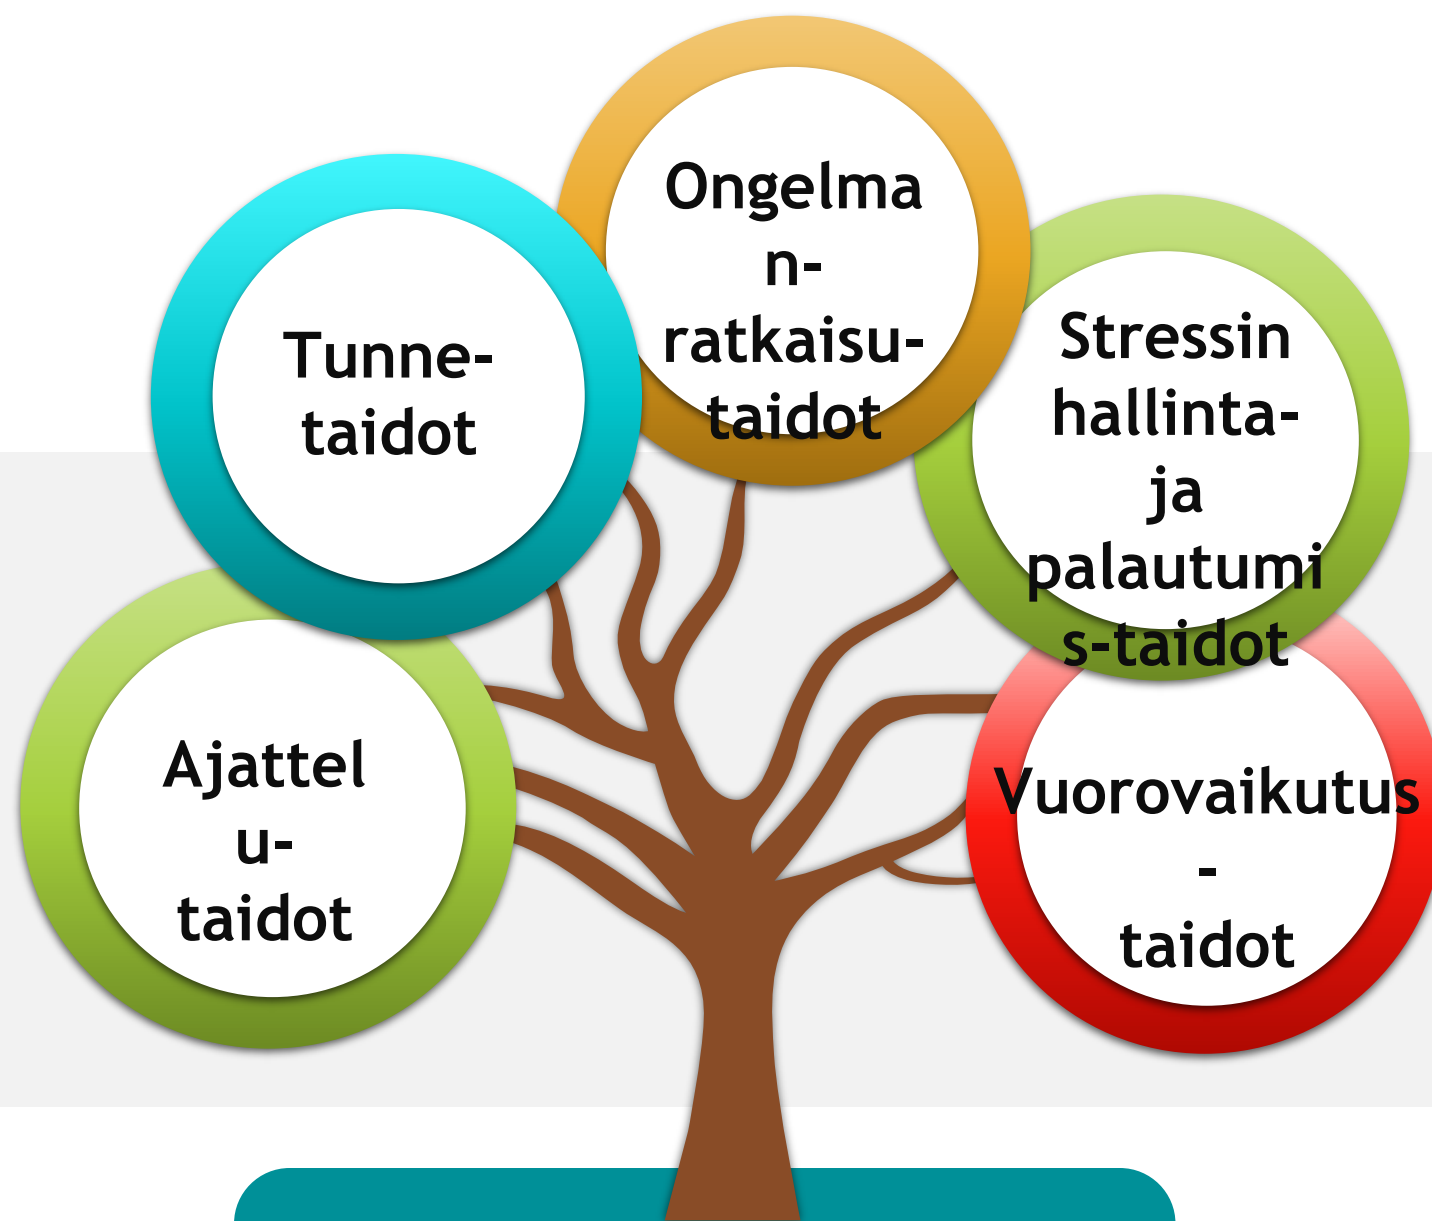 Ongelma
n-
ratkaisu-
taidot
Tunne-
taidot
Stressin
hallinta-
ja
palautumi
s-taidot
Ajattel
u-
taidot
Vuorovaikutus
-
taidot